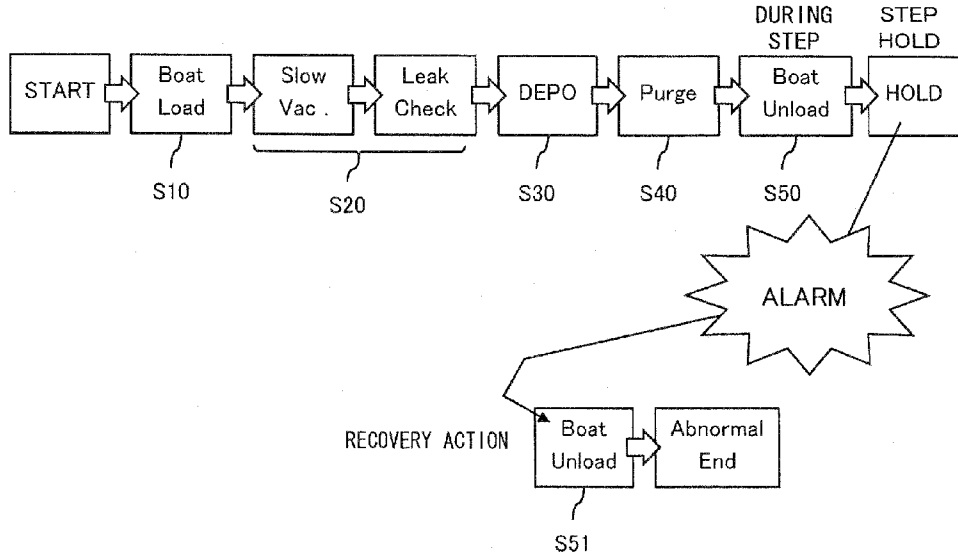 DURING
STEP
STEP
HOLD
START
Boat
Load
Slow
Vac .
Leak
Check
DEPO
Purge
Boat
Unload
HOLD
S10
S20
S30
S40
S50
ALARM
RECOVERY ACTION
Boat
Unload
Abnormal
End
S51